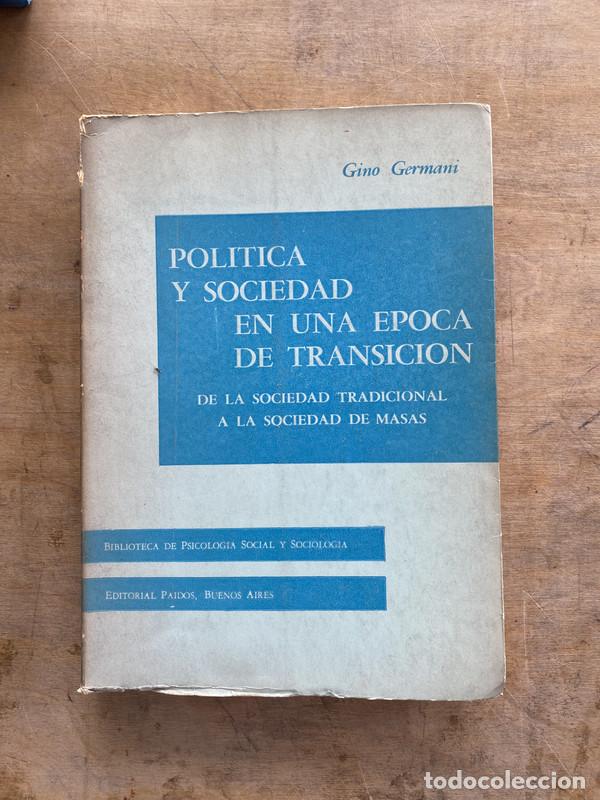 Gino Germani
POLITICA
Y SOCIEDAD
EN UNA EPOCA
DE TRANSICION
DE LA SOCIEDAD TRADICIONAL
A LA SOCIEDAD DE MASAS
BIBLIOTECA DE PSICOLOGIA SOCIAL Y SOCIOLOGIA
EDITORIAL PAIDOS, BUENOS AIRES
todocoleccion